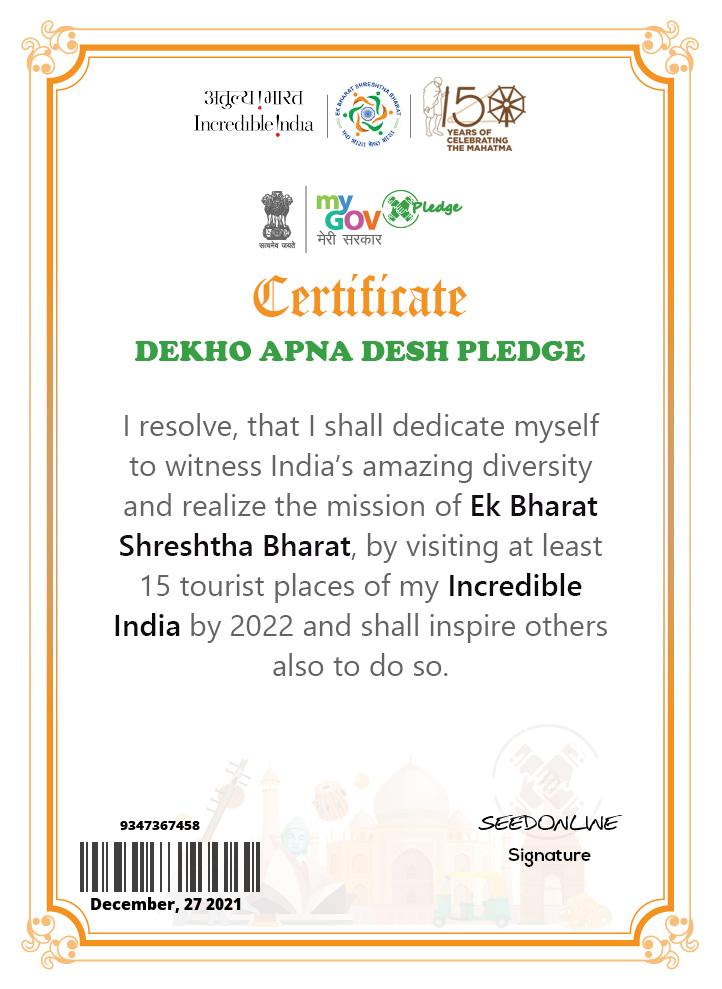 अतुल्य!भारत
Incredible!ndia
EK BHARAT SHRESHTHA BHARAT
एक भारत श्रेष्ठ भारत
150
YEARS OF
CELEBRATING
THE MAHATMA
सत्यमेव जयते
my
GOV
मेरी सरकार
Pledge
Certificate
DEKHO APNA DESH PLEDGE
I resolve, that I shall dedicate myself
to witness India’s amazing diversity
and realize the mission of Ek Bharat
Shreshtha Bharat, by visiting at least
15 tourist places of my Incredible
India by 2022 and shall inspire others
also to do so.
9347367458
December, 27 2021
SEEDONLINE
Signature